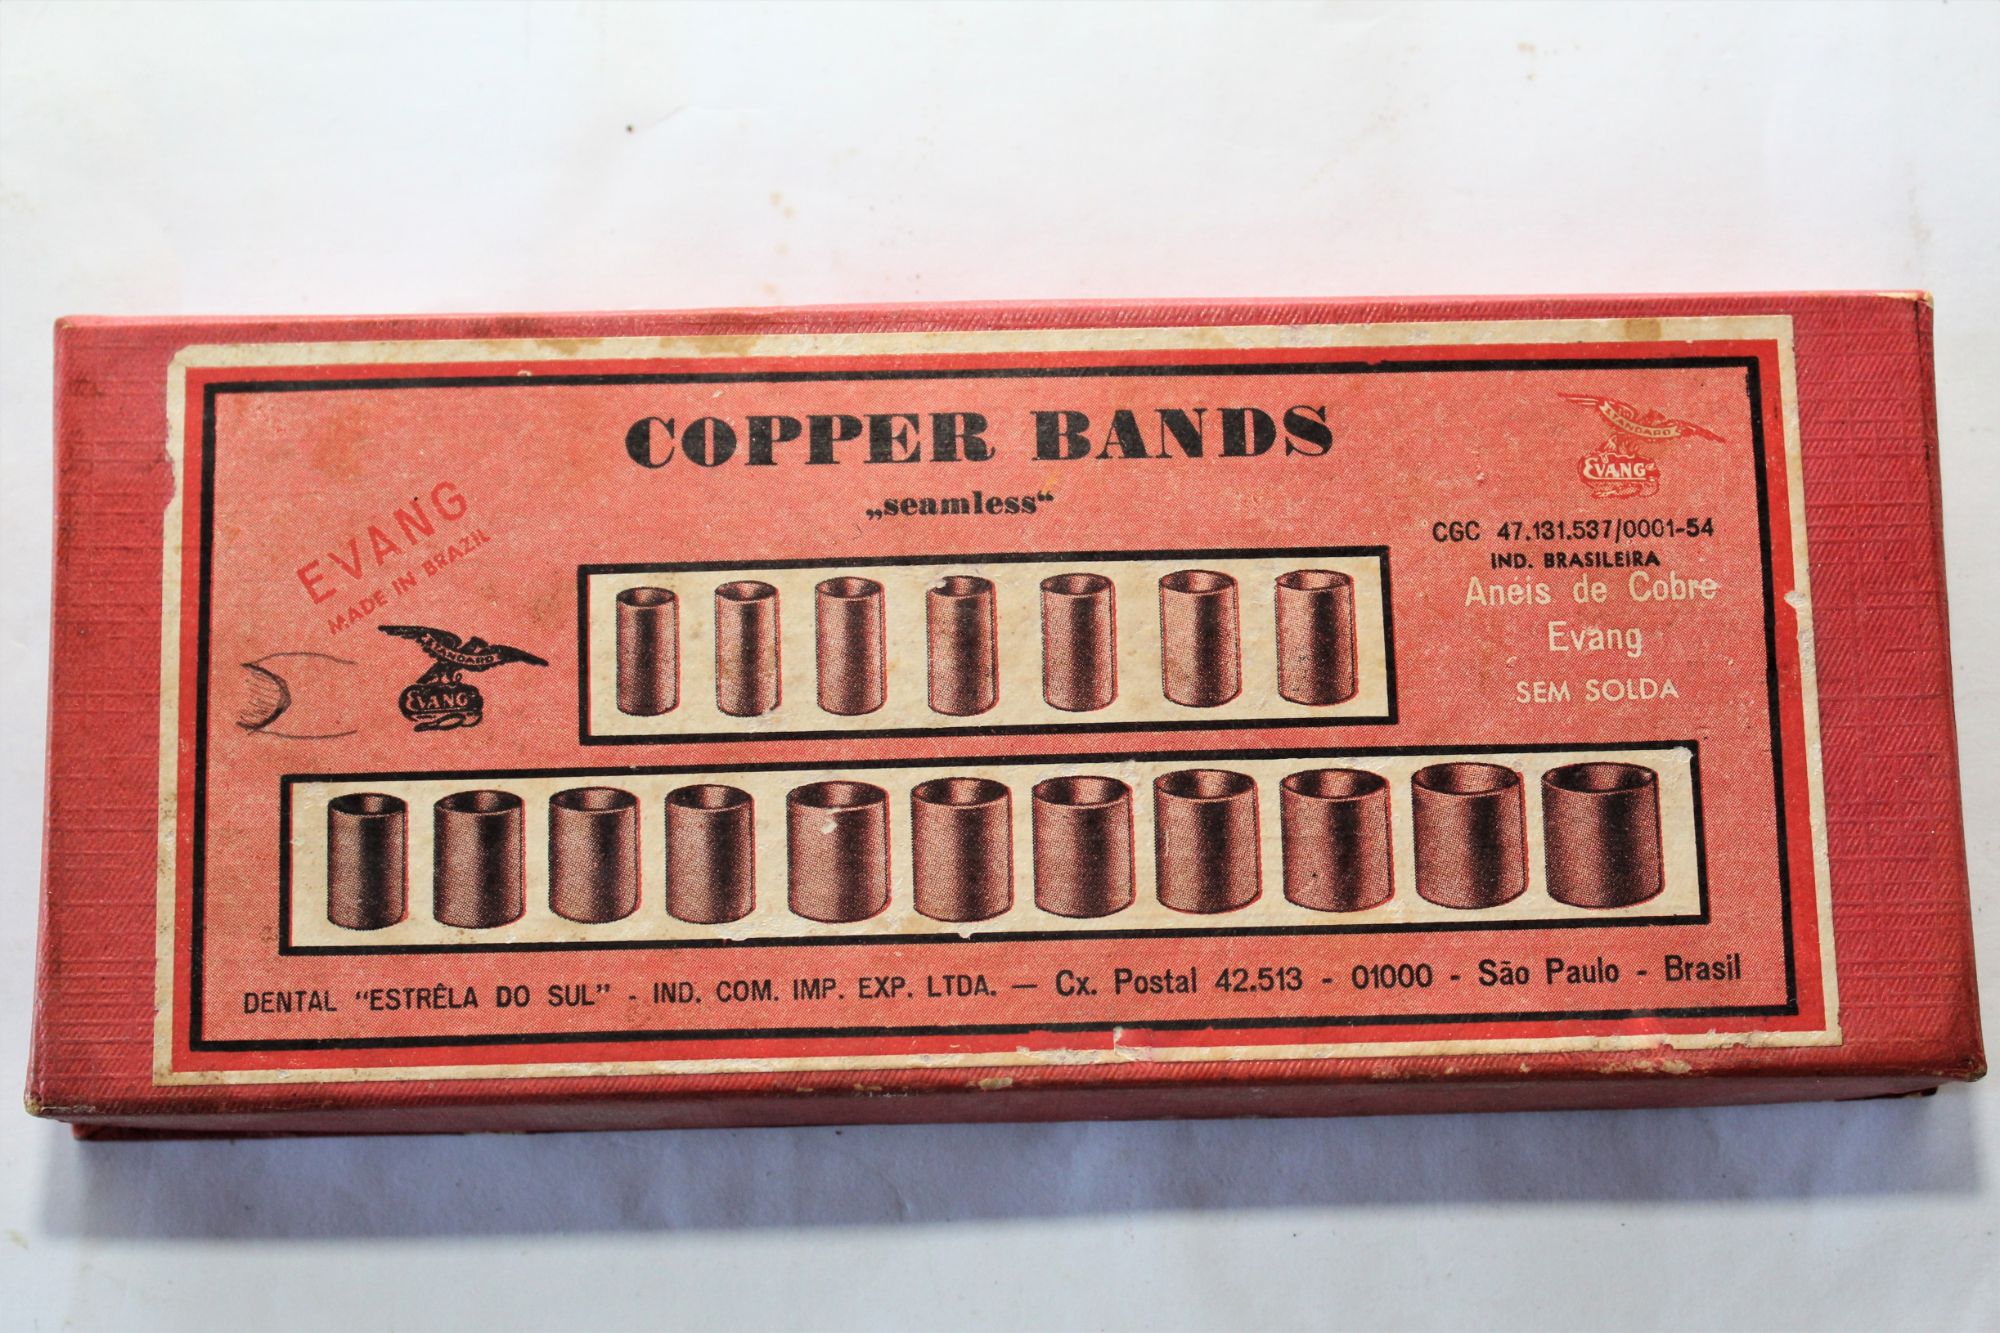 COPPER BANDS
„seamless“
EVANG
MADE IN BRAZIL
STANDARD
EVANG
STANDARD
EVANG
CGC 47.131.537/0001-54
IND. BRASILEIRA
Anéis de Cobre
Evang
SEM SOLDA
DENTAL "ESTRÊLA DO SUL" - IND. COM. IMP. EXP. LTDA. — Cx. Postal 42.513 - 01000 - São Paulo - Brasil